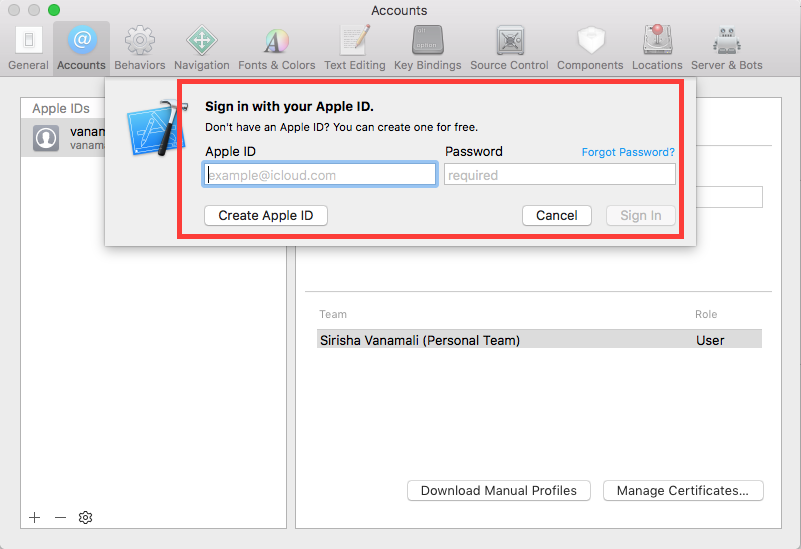 Accounts
General Accounts Behaviors Navigation Fonts & Colors Text Editing Key Bindings Source Control Components Locations Server & Bots
Apple IDs
vanam
vanama
Sign in with your Apple ID.
Don't have an Apple ID? You can create one for free.
Apple ID Password Forgot Password?
example@icloud.com required
Create Apple ID Cancel Sign In
Team Role
Sirisha Vanamali (Personal Team) User
Download Manual Profiles Manage Certificates...